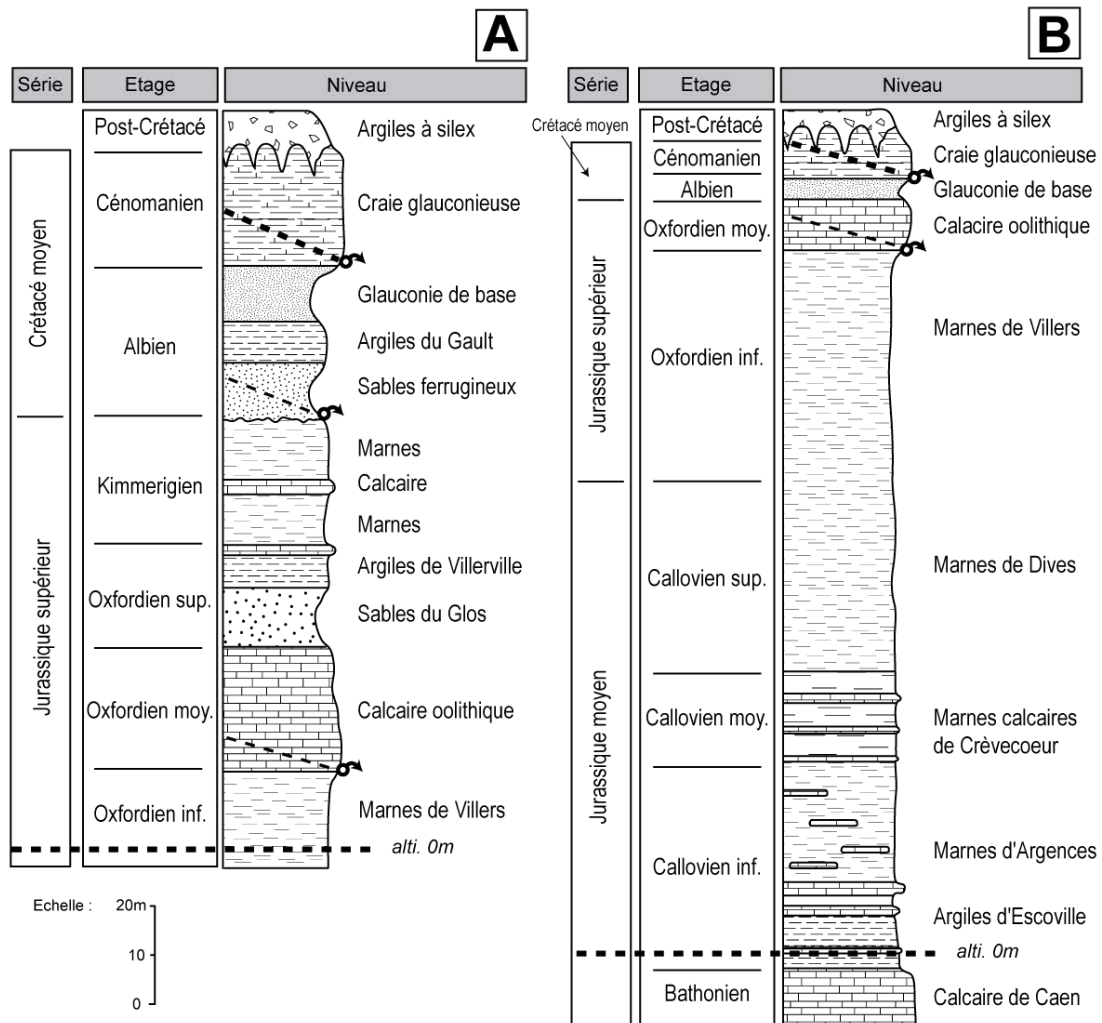 A
Série
Etage
Niveau
Post-Crétacé
Argiles à silex
Crétacé moyen
Cénomanien
Craie glauconieuse
Albien
Glauconie de base
Argiles du Gault
Sables ferrugineux
Jurassique supérieur
Kimmerigien
Marnes
Calcaire
Marnes
Oxfordien sup.
Argiles de Villerville
Sables du Glos
Oxfordien moy.
Calcaire oolithique
Oxfordien inf.
Marnes de Villers
alti. 0m
Echelle :
20m
10
0
B
Série
Etage
Niveau
Crétacé moyen
Post-Crétacé
Argiles à silex
Cénomanien
Craie glauconieuse
Albien
Glauconie de base
Jurassique supérieur
Oxfordien moy.
Calacire oolithique
Oxfordien inf.
Marnes de Villers
Jurassique moyen
Callovien sup.
Marnes de Dives
Callovien moy.
Marnes calcaires
de Crèvecoeur
Callovien inf.
Marnes d'Argences
Argiles d'Escoville
alti. 0m
Bathonien
Calcaire de Caen